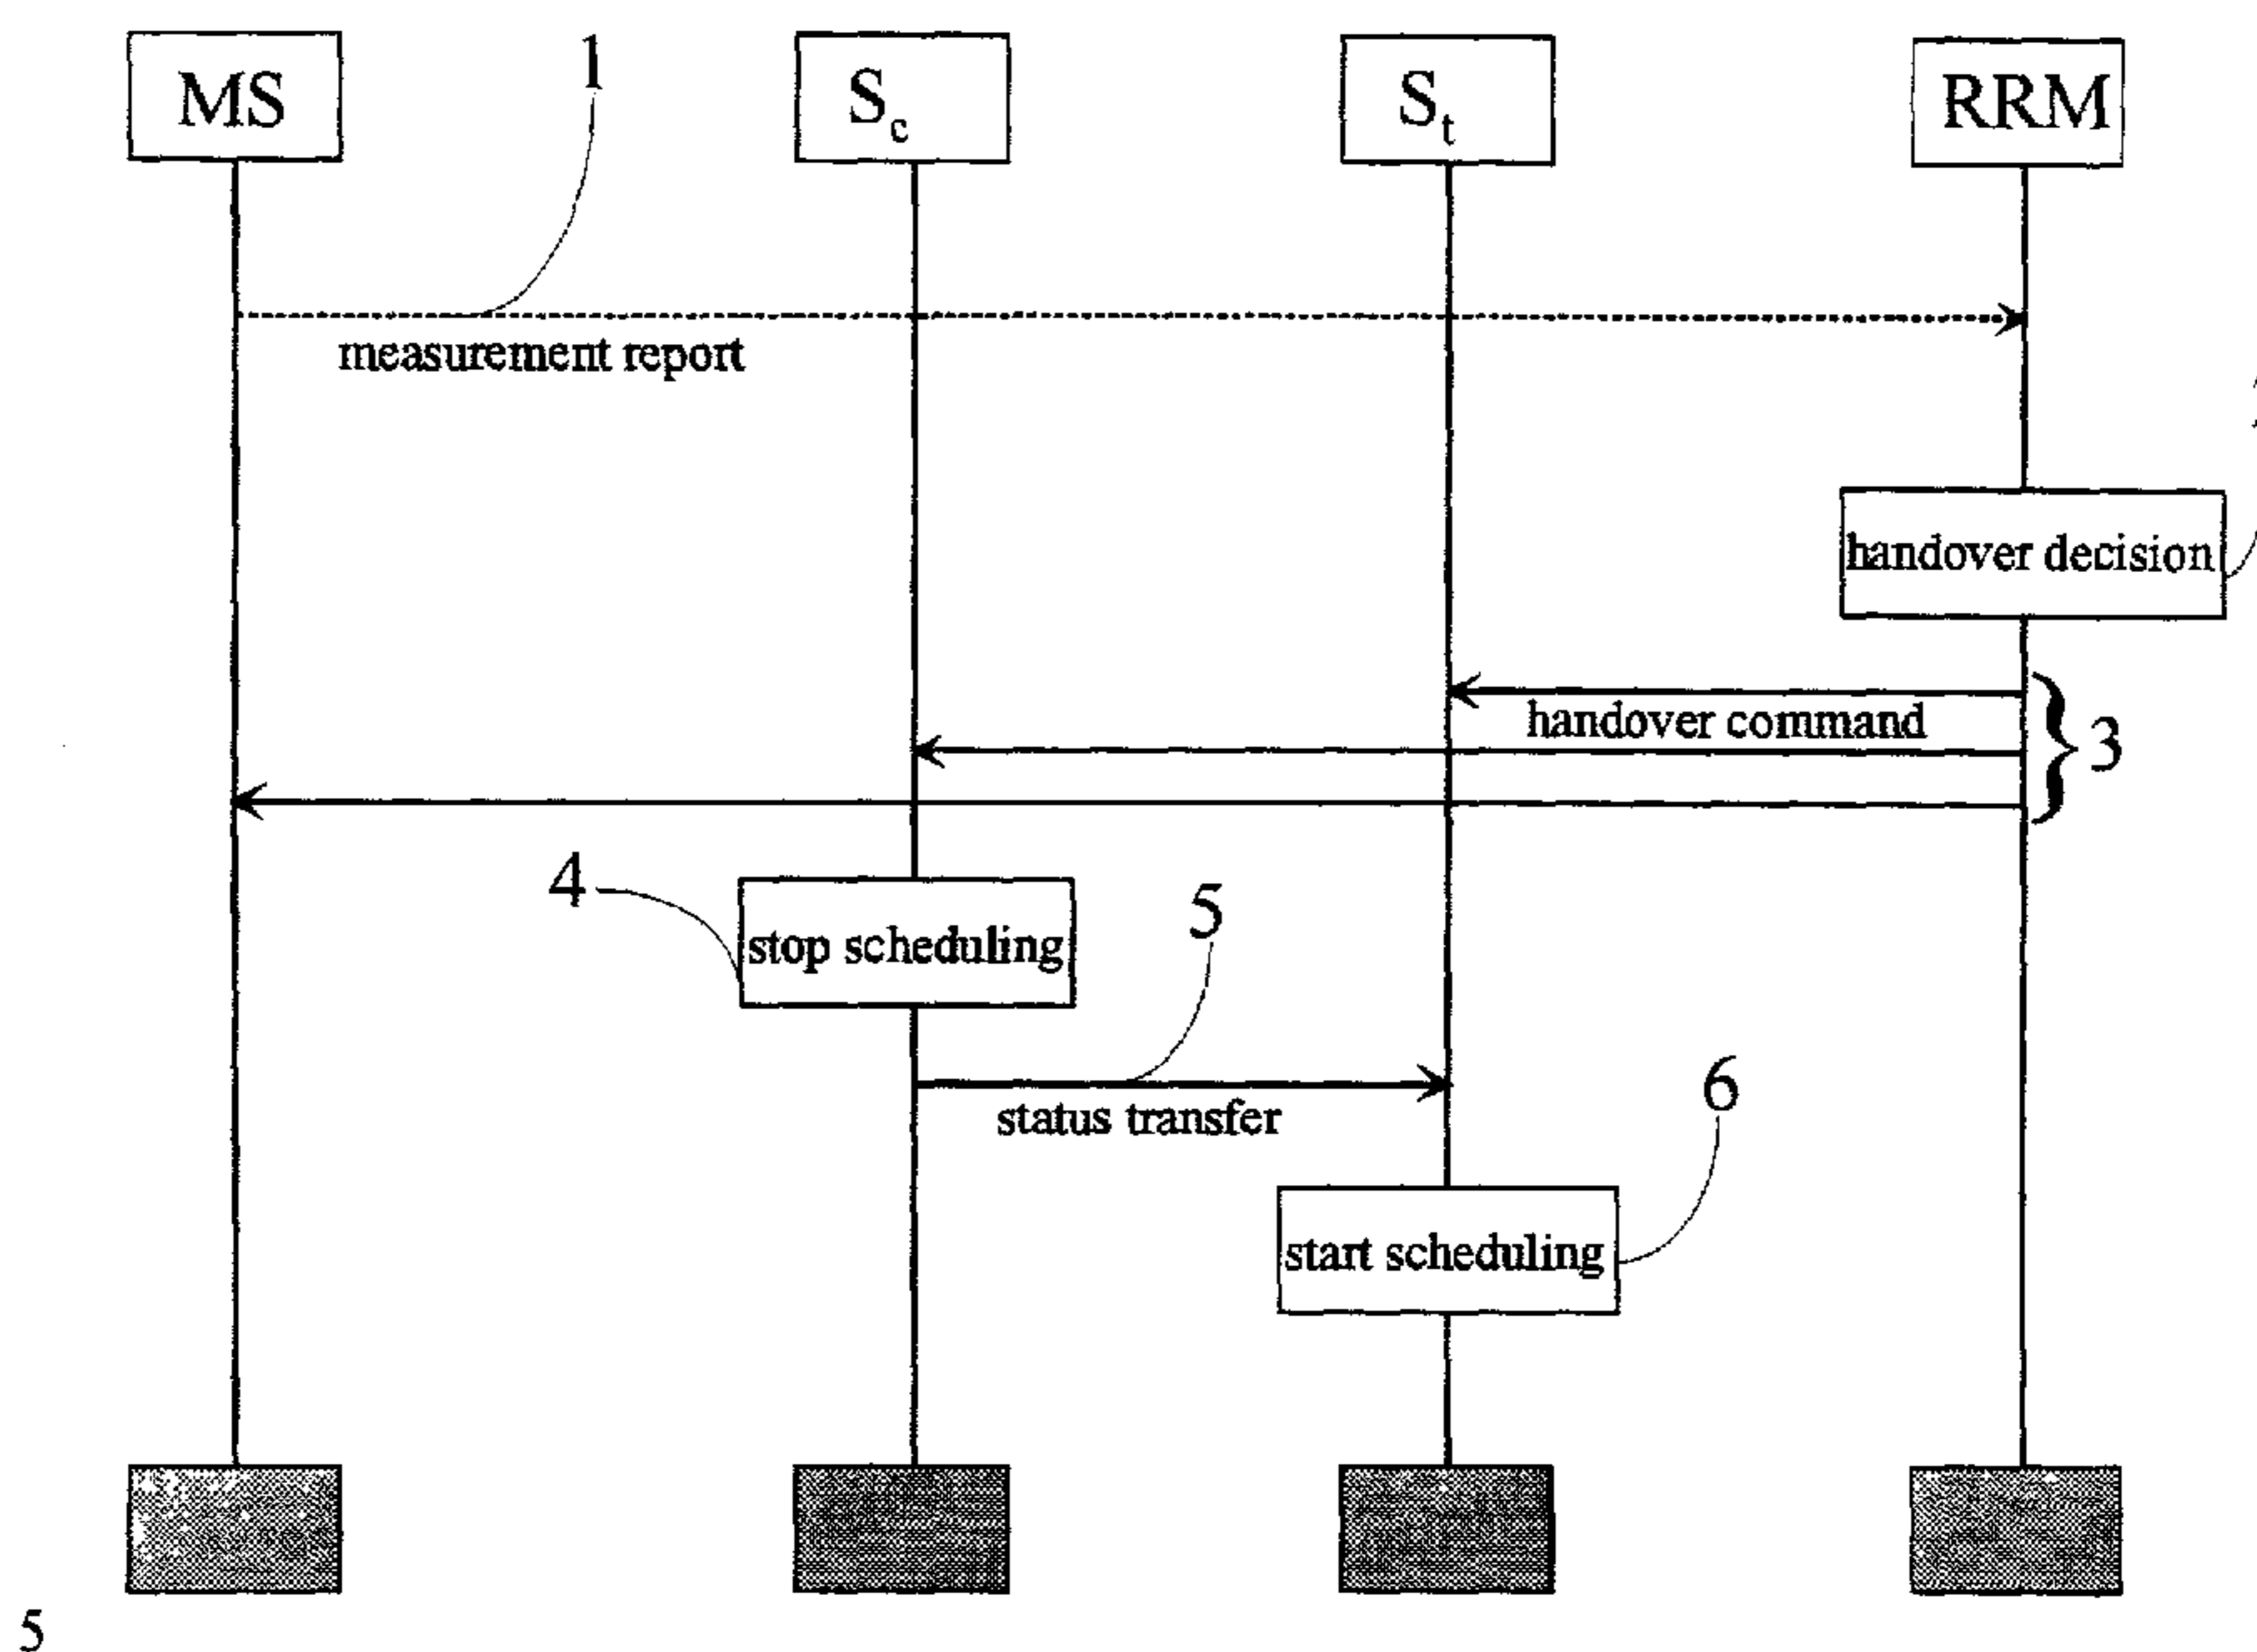 MS
1
S_c
S_t
RRM
measurement report
handover decision
handover command
3
4
stop scheduling
5
status transfer
6
start scheduling
5